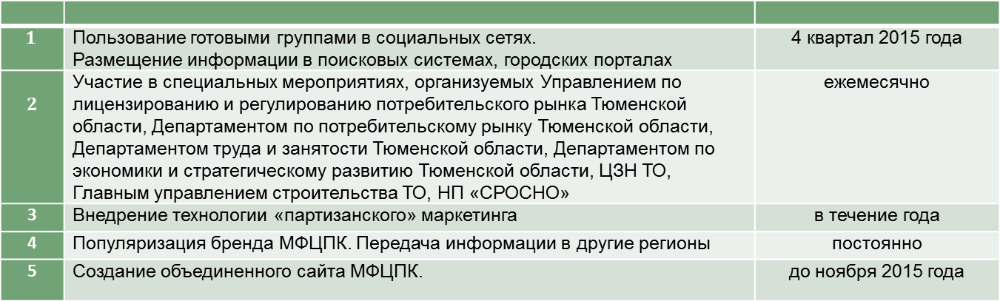 1 Пользование готовыми группами в социальных сетях. 4 квартал 2015 года
Размещение информации в поисковых системах, городских порталах
2 Участие в специальных мероприятиях, организуемых Управлением по ежемесячно
лицензированию и регулированию потребительского рынка Тюменской
области, Департаментом по потребительскому рынку Тюменской области,
Департаментом труда и занятости Тюменской области, Департаментом по
экономики и стратегическому развитию Тюменской области, ЦЗН ТО,
Главным управлением строительства ТО, НП «СРОСНО»
3 Внедрение технологии «партизанского» маркетинга в течение года
4 Популяризация бренда МФЦПК. Передача информации в другие регионы постоянно
5 Создание объединенного сайта МФЦПК. до ноября 2015 года